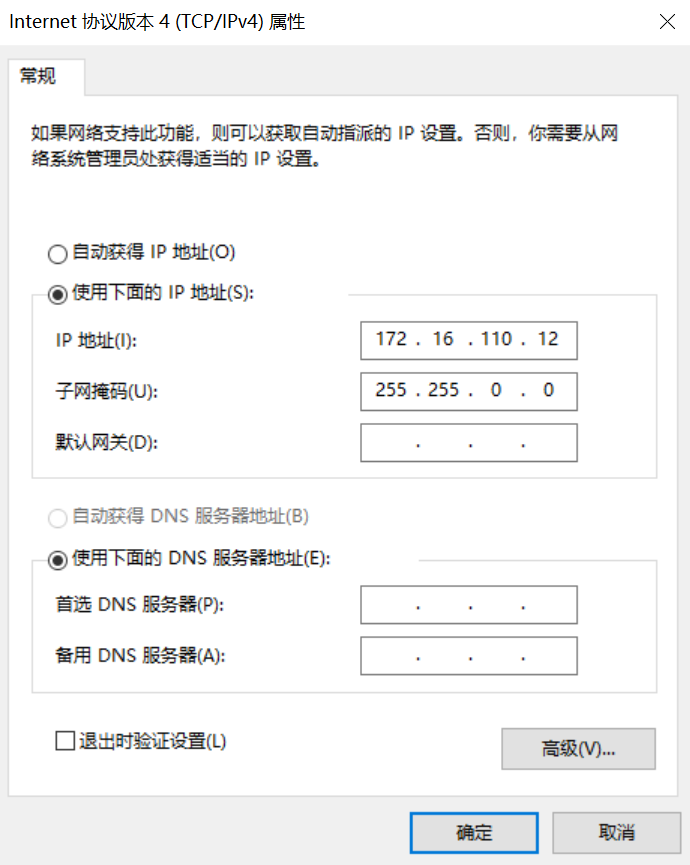 Internet 协议版本 4 (TCP/IPv4) 属性
常规
如果网络支持此功能，则可以获取自动指派的 IP 设置。否则，你需要从网
络系统管理员处获得适当的 IP 设置。
自动获得 IP 地址(O)
使用下面的 IP 地址(S):
IP 地址(I): 172 . 16 . 110 . 12
子网掩码(U): 255 . 255 . 0 . 0
默认网关(D): . . .
自动获得 DNS 服务器地址(B)
使用下面的 DNS 服务器地址(E):
首选 DNS 服务器(P): . . .
备用 DNS 服务器(A): . . .
退出时验证设置(L)
高级(V)...
确定 取消